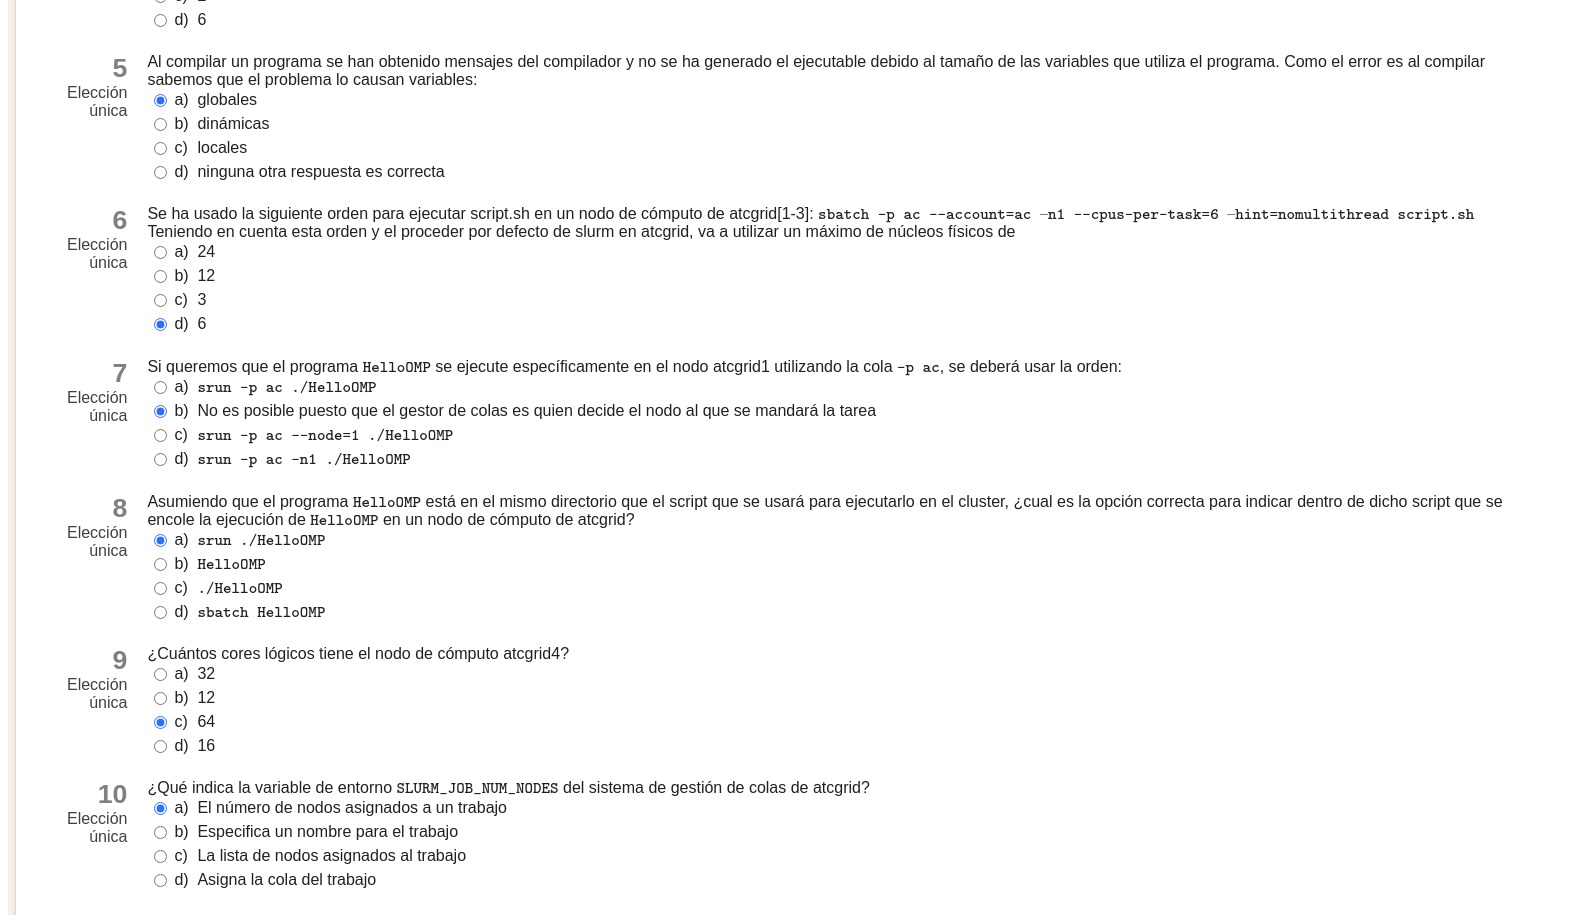 d) 6
5
Elección
única
Al compilar un programa se han obtenido mensajes del compilador y no se ha generado el ejecutable debido al tamaño de las variables que utiliza el programa. Como el error es al compilar
sabemos que el problema lo causan variables:
a) globales
b) dinámicas
c) locales
d) ninguna otra respuesta es correcta
6
Elección
única
Se ha usado la siguiente orden para ejecutar script.sh en un nodo de cómputo de atcgrid[1-3]: sbatch -p ac --account=ac –n1 --cpus-per-task=6 –hint=nomultithread script.sh
Teniendo en cuenta esta orden y el proceder por defecto de slurm en atcgrid, va a utilizar un máximo de núcleos físicos de
a) 24
b) 12
c) 3
d) 6
7
Elección
única
Si queremos que el programa HelloOMP se ejecute específicamente en el nodo atcgrid1 utilizando la cola -p ac, se deberá usar la orden:
a) srun -p ac ./HelloOMP
b) No es posible puesto que el gestor de colas es quien decide el nodo al que se mandará la tarea
c) srun -p ac --node=1 ./HelloOMP
d) srun -p ac -n1 ./HelloOMP
8
Elección
única
Asumiendo que el programa HelloOMP está en el mismo directorio que el script que se usará para ejecutarlo en el cluster, ¿cual es la opción correcta para indicar dentro de dicho script que se
encole la ejecución de HelloOMP en un nodo de cómputo de atcgrid?
a) srun ./HelloOMP
b) HelloOMP
c) ./HelloOMP
d) sbatch HelloOMP
9
Elección
única
¿Cuántos cores lógicos tiene el nodo de cómputo atcgrid4?
a) 32
b) 12
c) 64
d) 16
10
Elección
única
¿Qué indica la variable de entorno SLURM_JOB_NUM_NODES del sistema de gestión de colas de atcgrid?
a) El número de nodos asignados a un trabajo
b) Especifica un nombre para el trabajo
c) La lista de nodos asignados al trabajo
d) Asigna la cola del trabajo